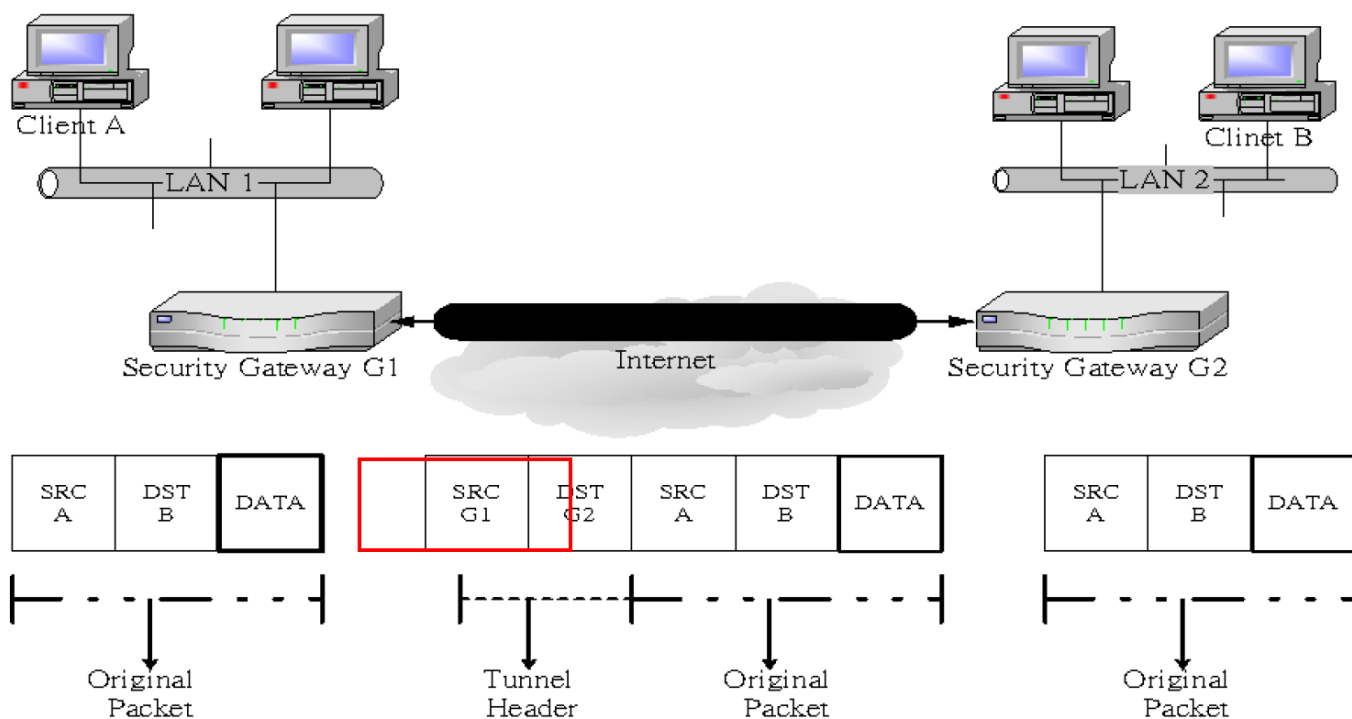 Client A
Clinet B
LAN 1
LAN 2
Internet
Security Gateway G1
Security Gateway G2
SRC
A
DST
B
DATA
SRC
G1
DST
G2
SRC
A
DST
B
DATA
SRC
A
DST
B
DATA
Original
Packet
Tunnel
Header
Original
Packet
Original
Packet